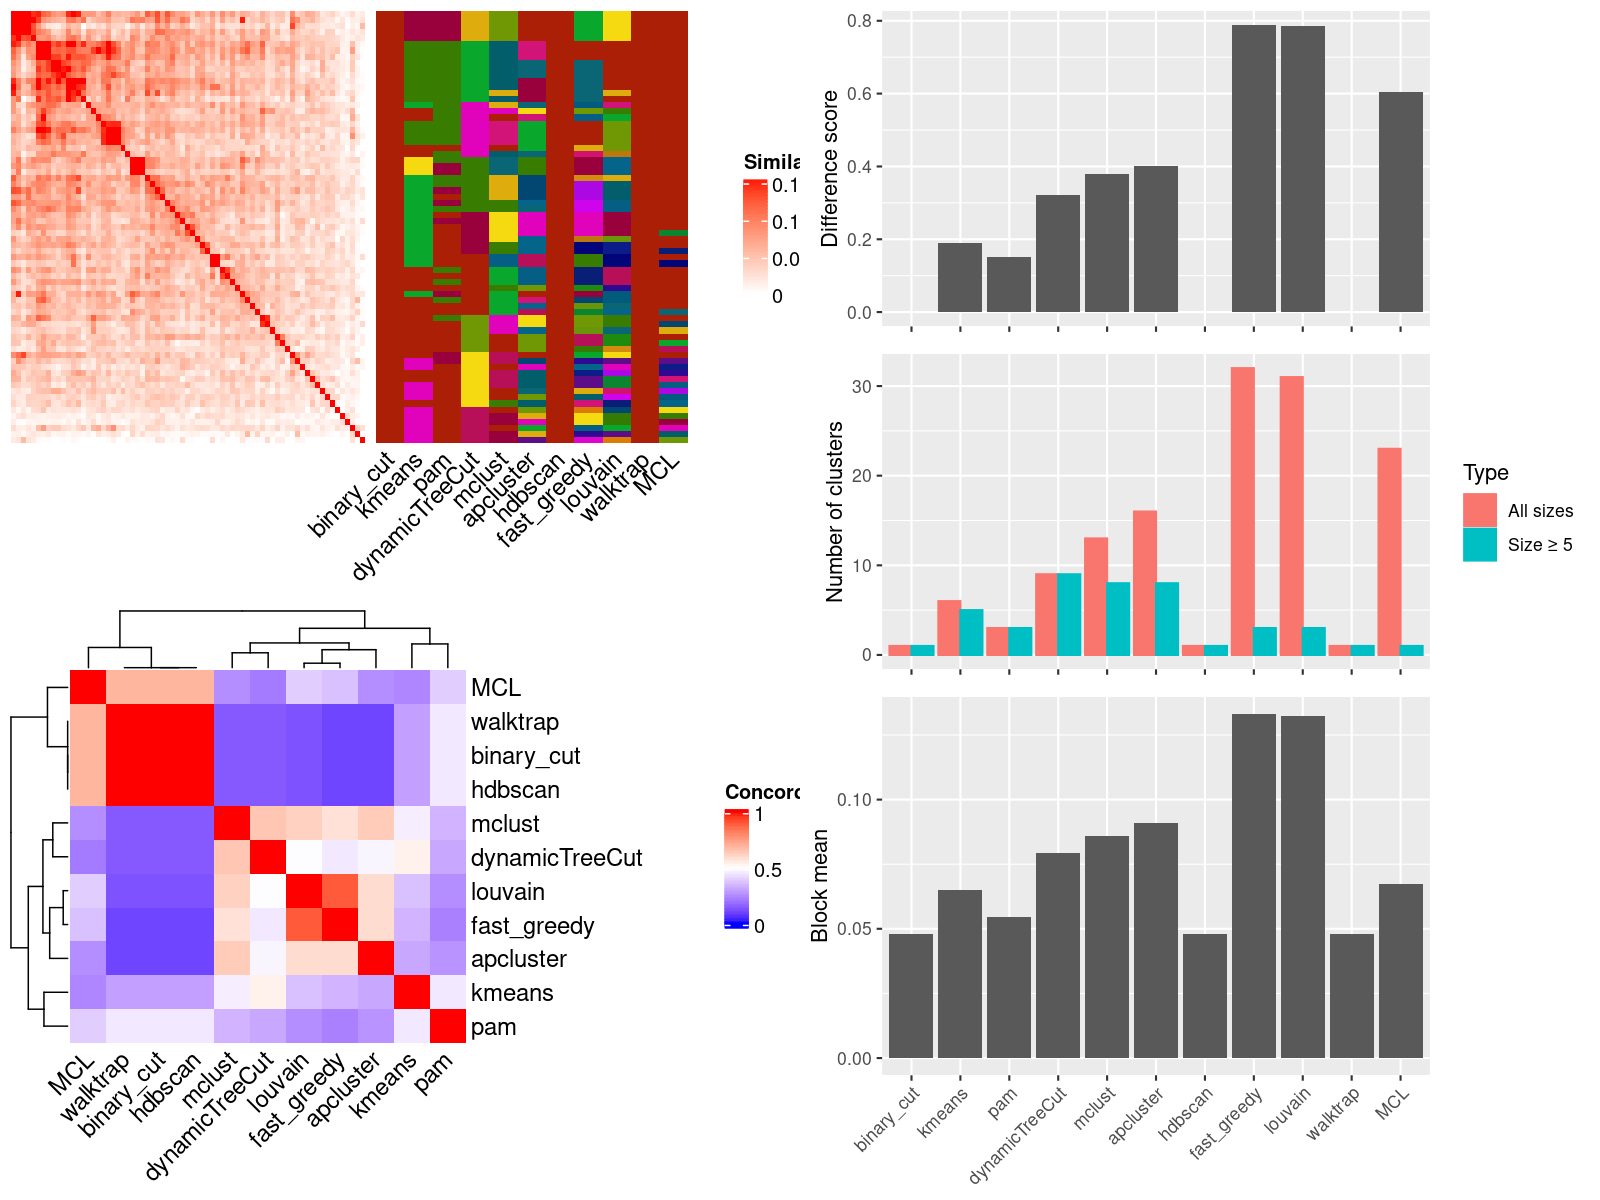 Simila
0.1
0.1
0.0
0
binary_cut
kmeans
pam
dynamicTreeCut
mclust
apcluster
hdbscan
fast_greedy
louvain
walktrap
MCL
Difference score
0.8
0.6
0.4
0.2
0.0
Number of clusters
30
20
10
0
Type
All sizes
Size ≥ 5
MCL
walktrap
binary_cut
hdbscan
mclust
dynamicTreeCut
louvain
fast_greedy
apcluster
kmeans
pam
MCL
walktrap
binary_cut
hdbscan
mclust
dynamicTreeCut
louvain
fast_greedy
apcluster
kmeans
pam
Concorc
1
0.5
0
Block mean
0.10
0.05
0.00
binary_cut
kmeans
pam
dynamicTreeCut
mclust
apcluster
hdbscan
fast_greedy
louvain
walktrap
MCL